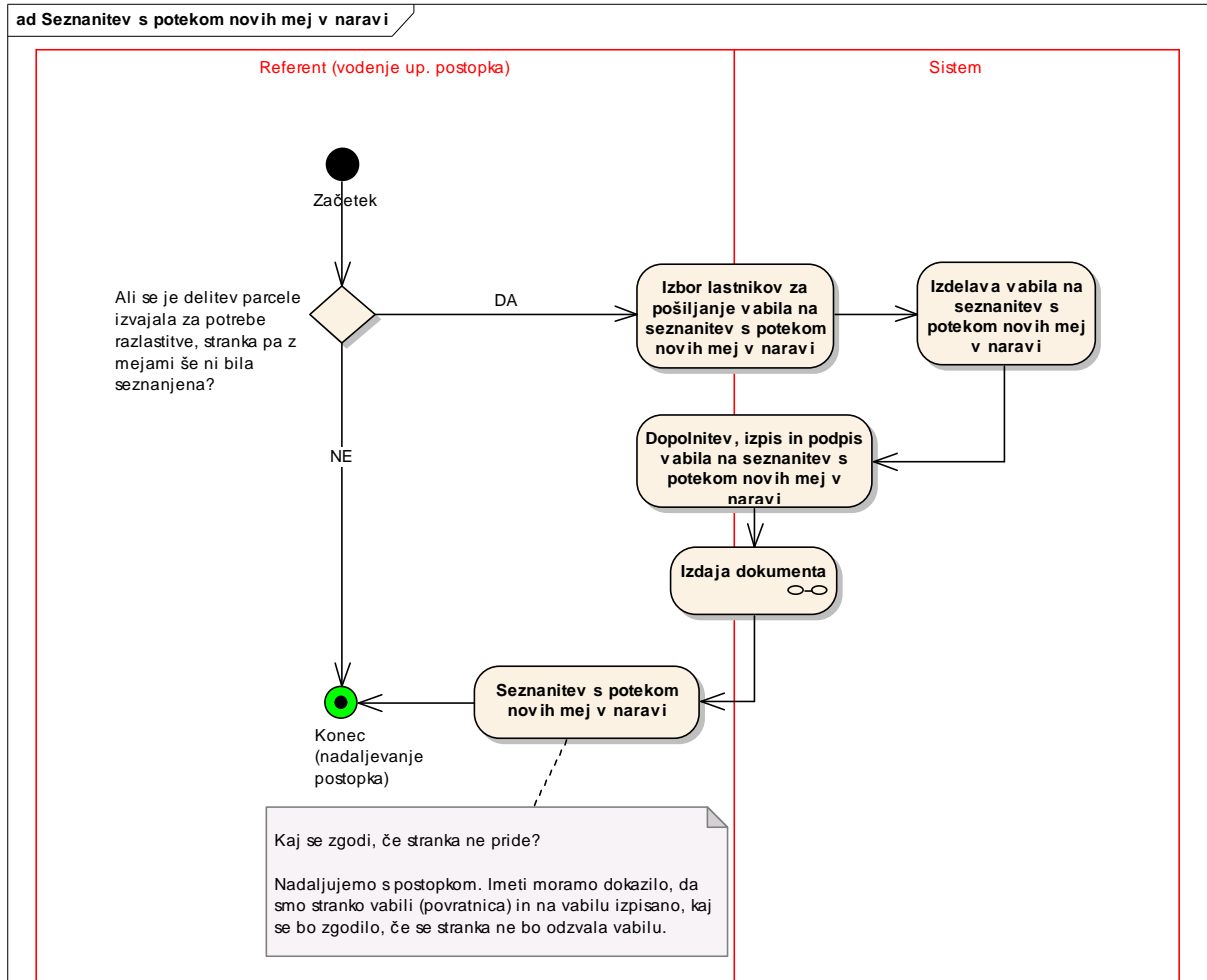 ad Seznanitev s potekom novih mej v naravi
Referent (vodenje up. postopka)
Sistem
Začetek
Ali se je delitev parcele
izvajala za potrebe
razlastitve, stranka pa z
mejami še ni bila
seznanjena?
DA
Izbor lastnikov za
pošiljanje vabila na
seznanitev s potekom
novih mej v naravi
Izdelava vabila na
seznanitev s
potekom novih mej
v naravi
NE
Dopolnitev, izpis in podpis
vabila na seznanitev s
potekom novih mej v
naravi
Izdaja dokumenta
Seznanitev s potekom
novih mej v naravi
Konec
(nadaljevanje
postopka)
Kaj se zgodi, če stranka ne pride?
Nadaljujemo s postopkom. Imeti moramo dokazilo, da
smo stranko vabili (povratnica) in na vabilu izpisano, kaj
se bo zgodilo, če se stranka ne bo odzvala vabilu.